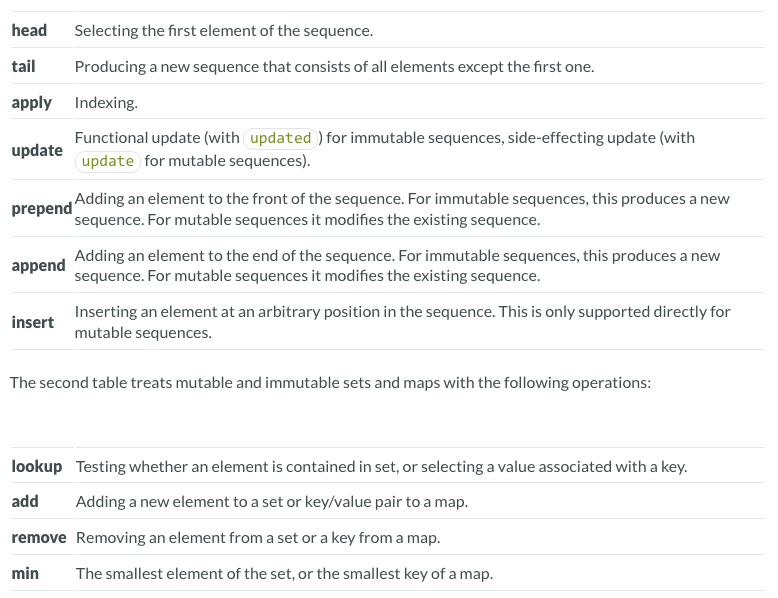 head Selecting the first element of the sequence.
tail Producing a new sequence that consists of all elements except the first one.
apply Indexing.
update Functional update (with updated) for immutable sequences, side-effecting update (with
update for mutable sequences).
prepend Adding an element to the front of the sequence. For immutable sequences, this produces a new
sequence. For mutable sequences it modifies the existing sequence.
append Adding an element to the end of the sequence. For immutable sequences, this produces a new
sequence. For mutable sequences it modifies the existing sequence.
insert Inserting an element at an arbitrary position in the sequence. This is only supported directly for
mutable sequences.
The second table treats mutable and immutable sets and maps with the following operations:
lookup Testing whether an element is contained in set, or selecting a value associated with a key.
add Adding a new element to a set or key/value pair to a map.
remove Removing an element from a set or a key from a map.
min The smallest element of the set, or the smallest key of a map.